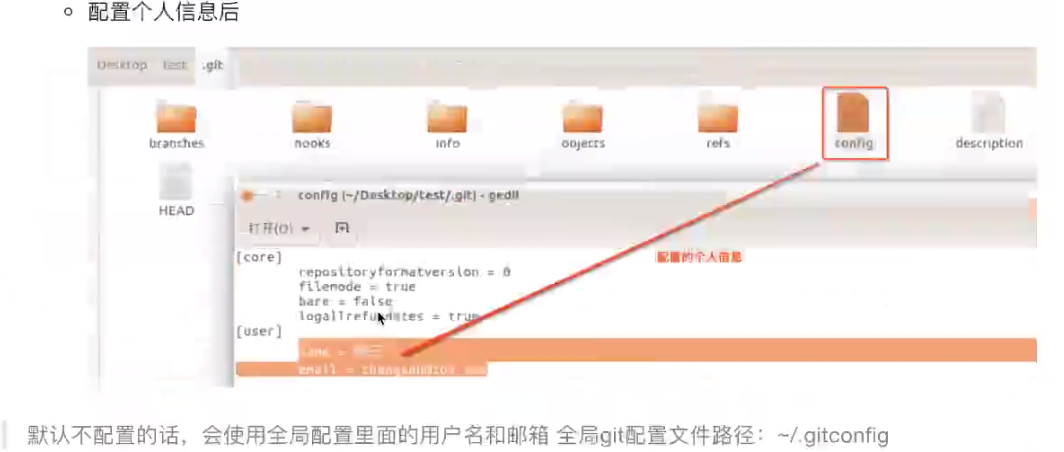 配置个人信息后
Desktop test .git
branches hooks info objects refs config description
HEAD
config (~/Desktop/test/.git) - gedit
打开(O)
[core]
配置的个人信息
repositoryformatversion = 0
filemode = true
bare = false
logallrefupdates = true
[user]
name =
email =
默认不配置的话，会使用全局配置里面的用户名和邮箱 全局git配置文件路径：~/.gitconfig